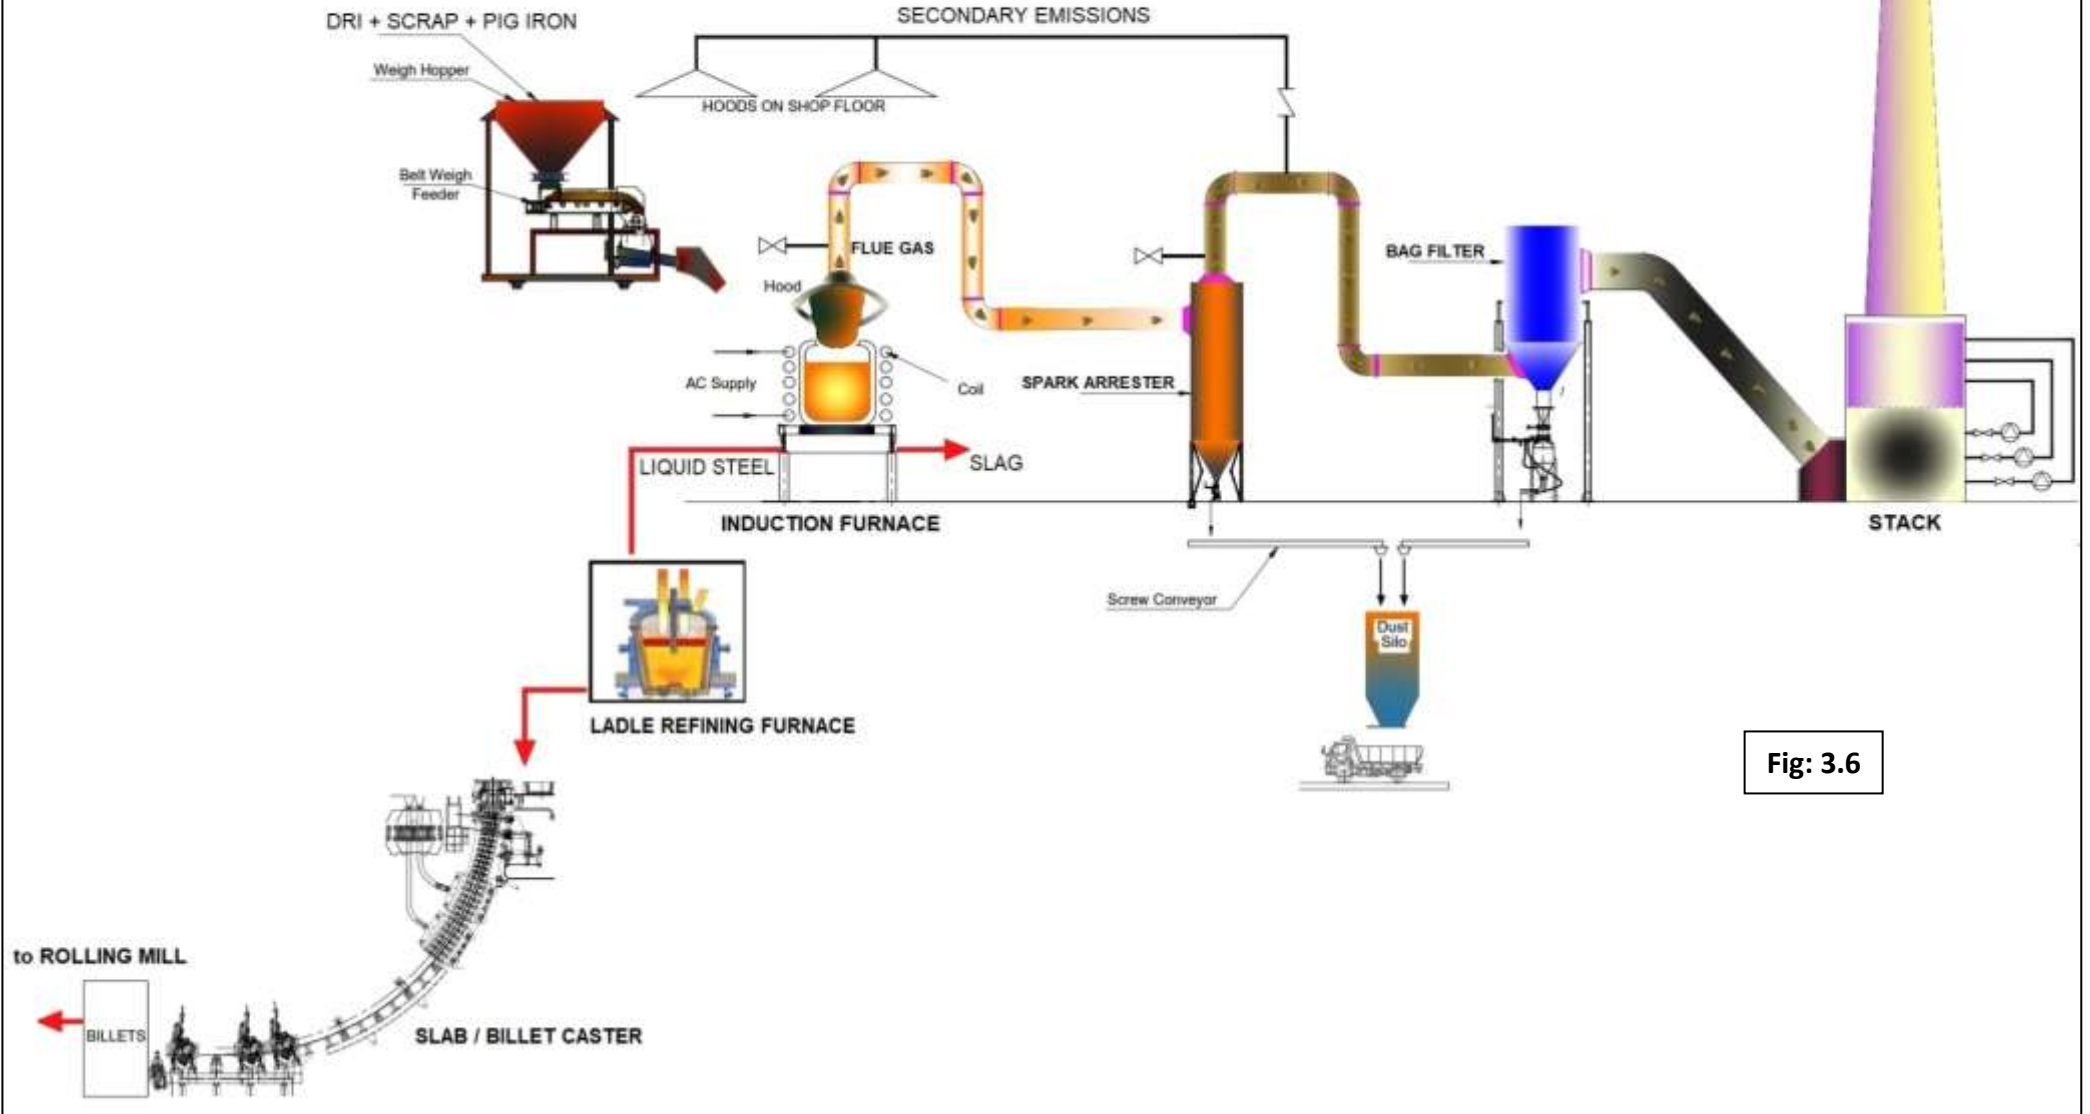 DRI + SCRAP + PIG IRON
SECONDARY EMISSIONS
Weigh Hopper
HOODS ON SHOP FLOOR
Belt Weigh
Feeder
FLUE GAS
BAG FILTER
Hood
AC Supply
Coil
SPARK ARRESTER
LIQUID STEEL
SLAG
INDUCTION FURNACE
STACK
Screw Conveyor
Dust
Silo
LADLE REFINING FURNACE
Fig: 3.6
to ROLLING MILL
BILLETS
SLAB / BILLET CASTER